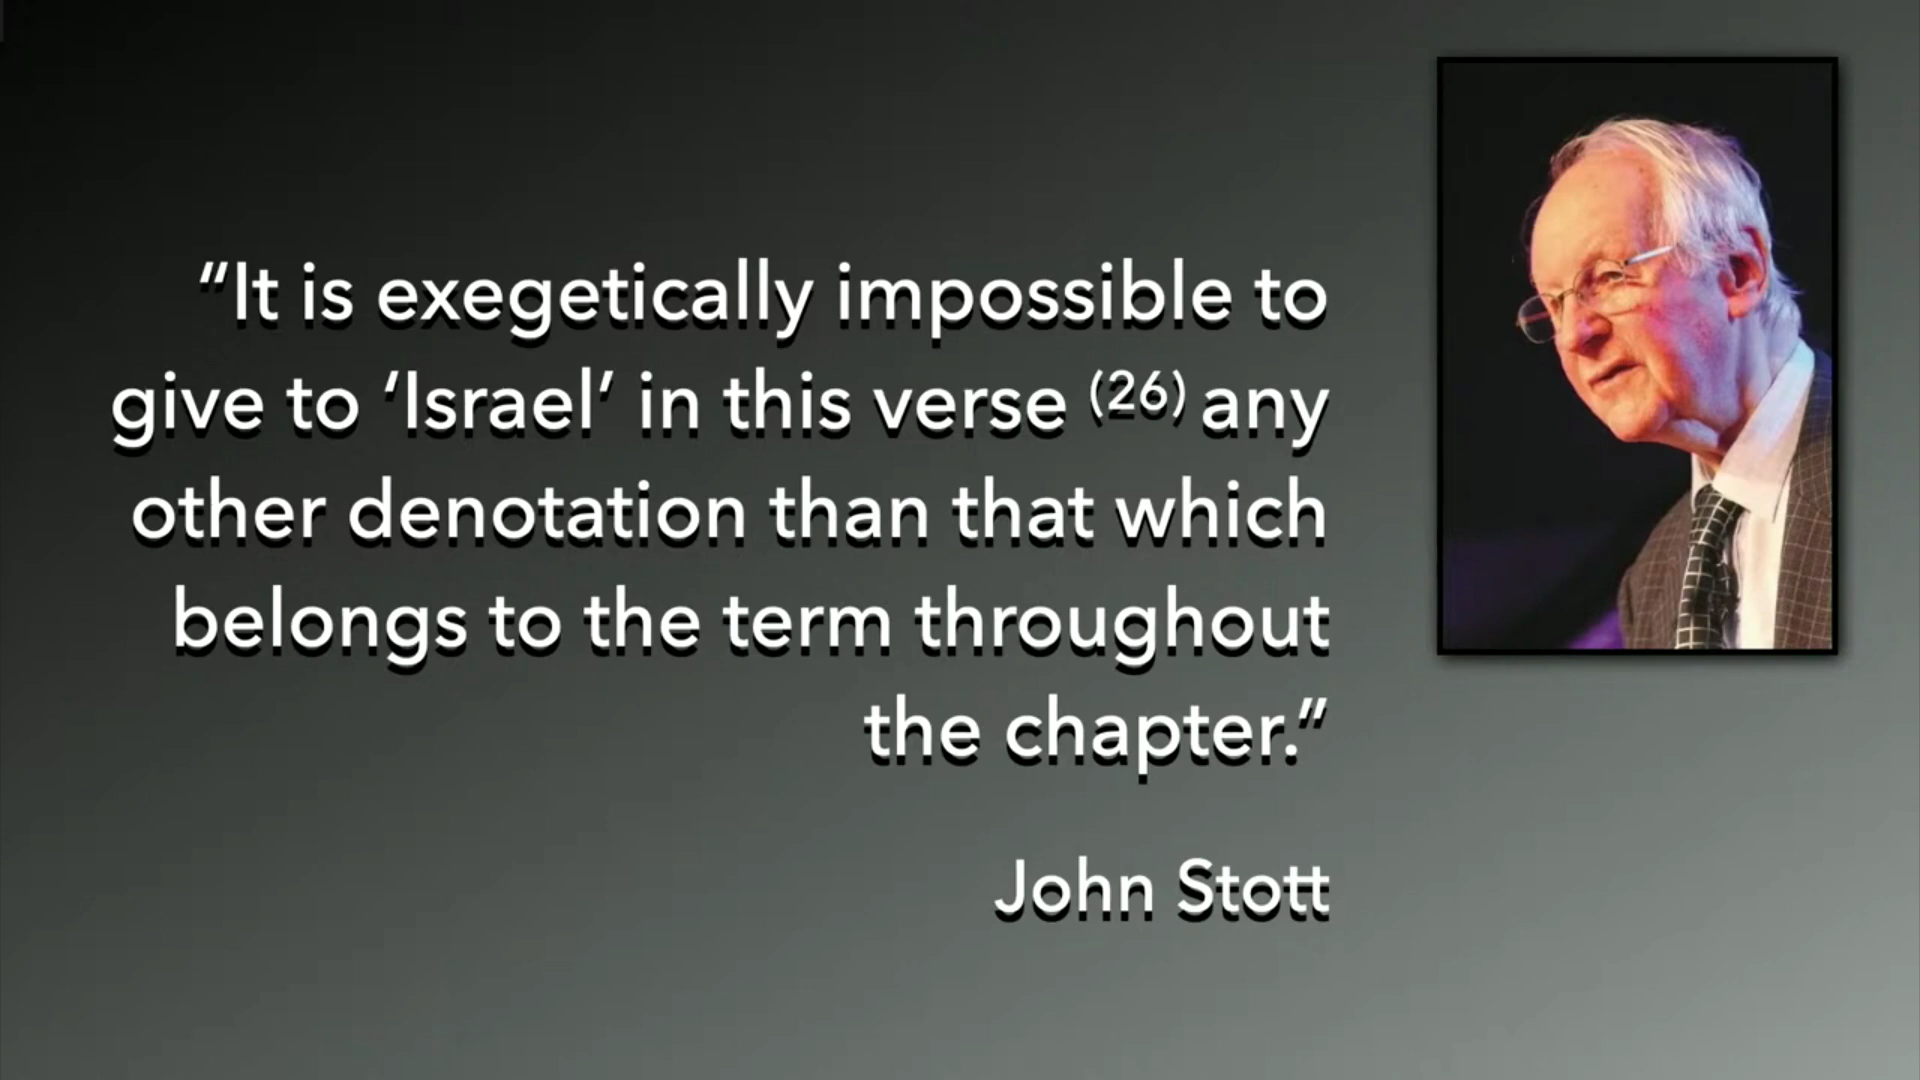 “It is exegetically impossible to
give to ‘Israel’ in this verse (26) any
other denotation than that which
belongs to the term throughout
the chapter.”
John Stott